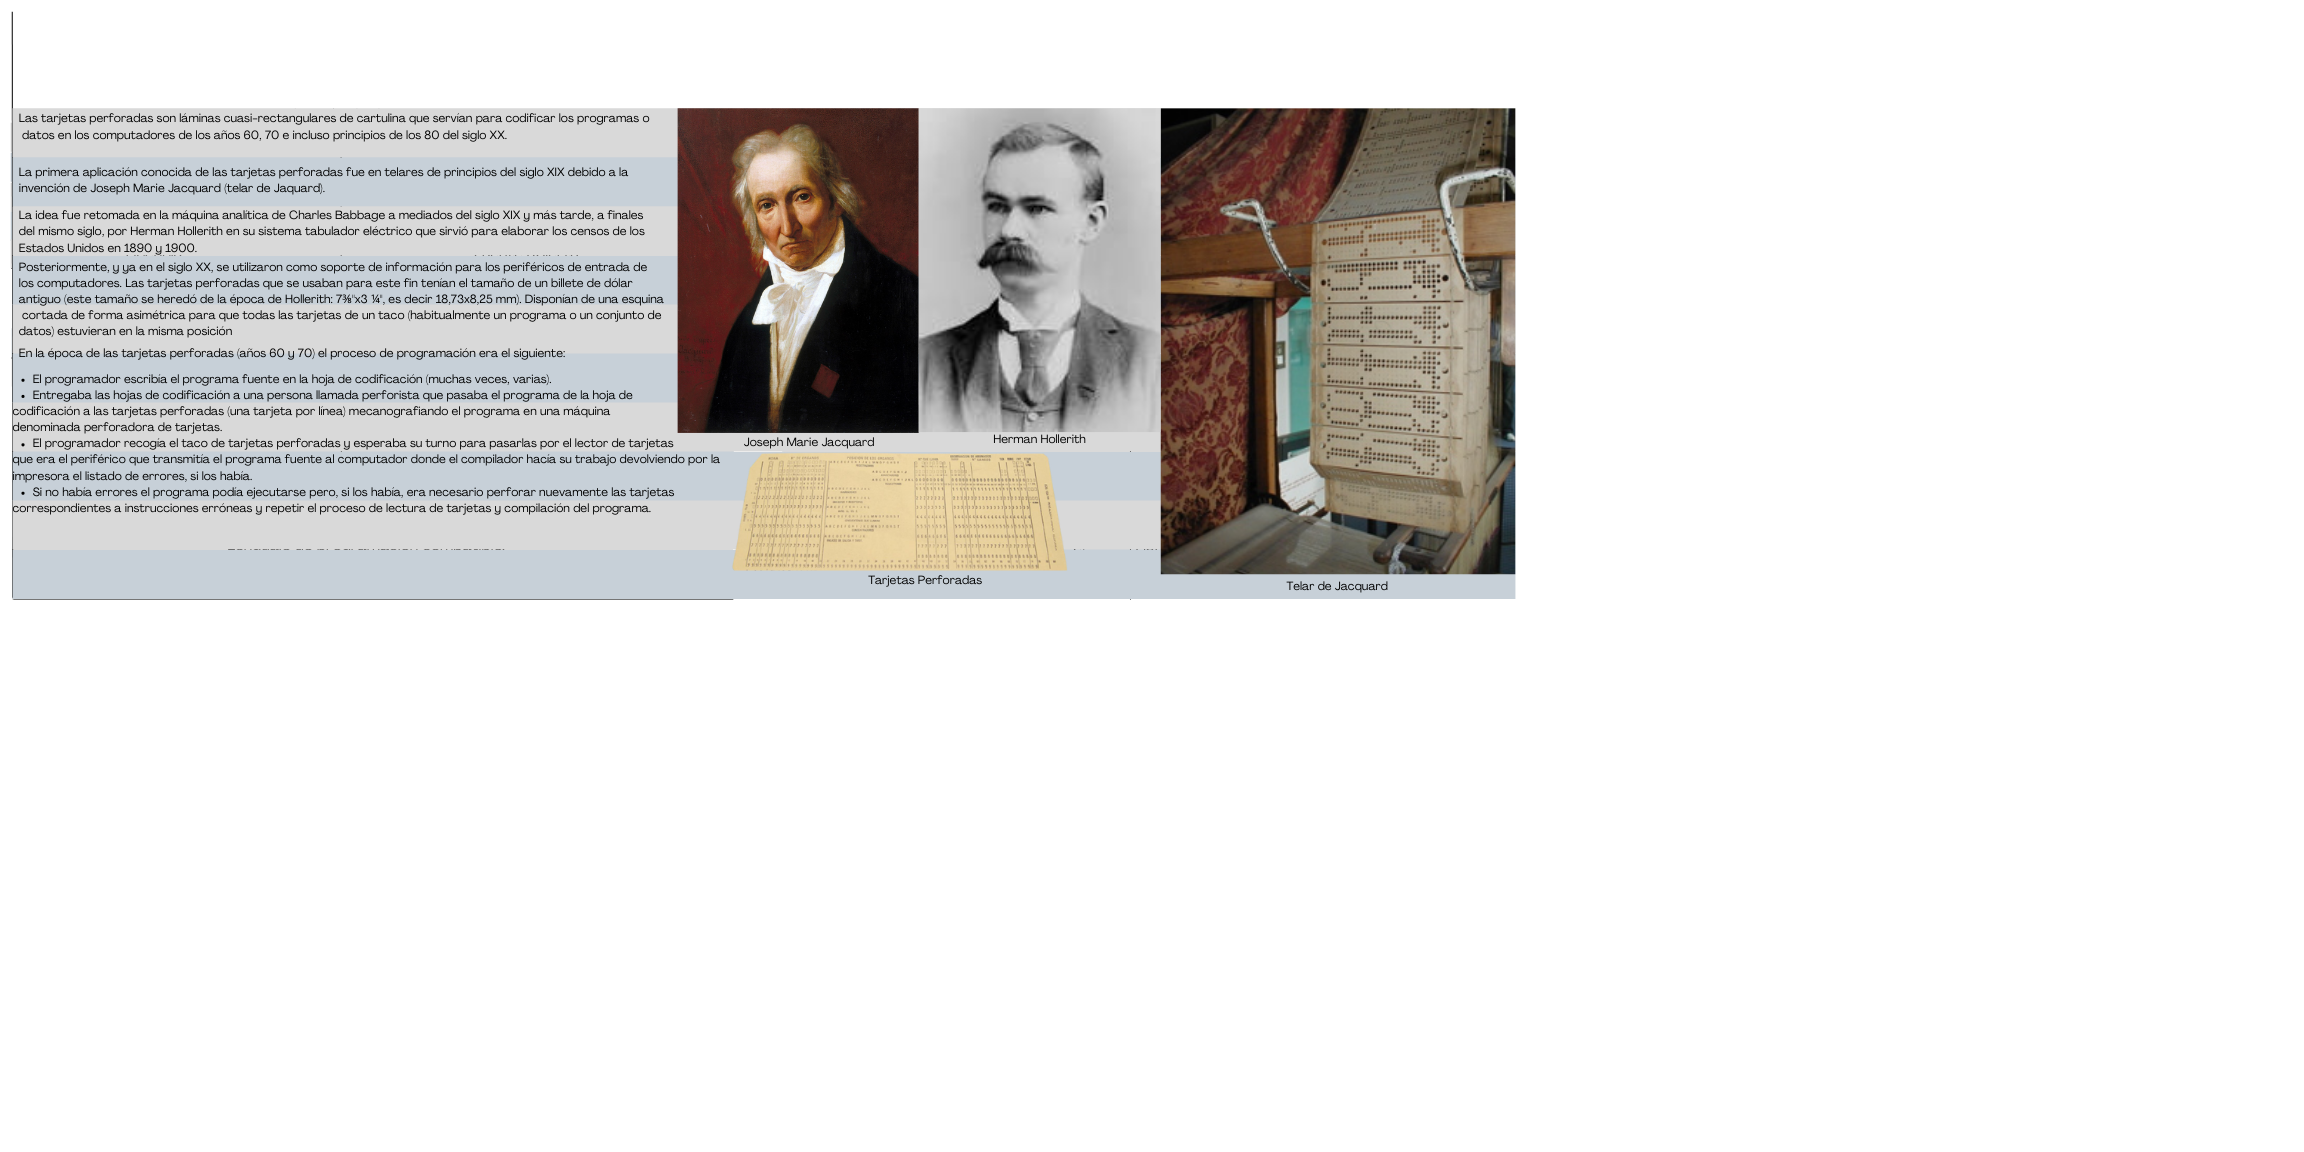 Las tarjetas perforadas son láminas cuasi-rectangulares de cartulina que servían para codificar los programas o
datos en los computadores de los años 60, 70 e incluso principios de los 80 del siglo XX.
La primera aplicación conocida de las tarjetas perforadas fue en telares de principios del siglo XIX debido a la
invención de Joseph Marie Jacquard (telar de Jaquard).
La idea fue retomada en la máquina analítica de Charles Babbage a mediados del siglo XIX y más tarde, a finales
del mismo siglo, por Herman Hollerith en su sistema tabulador eléctrico que sirvió para elaborar los censos de los
Estados Unidos en 1890 y 1900.
Posteriormente, y ya en el siglo XX, se utilizaron como soporte de información para los periféricos de entrada de
los computadores. Las tarjetas perforadas que se usaban para este fin tenían el tamaño de un billete de dólar
antiguo (este tamaño se heredó de la época de Hollerith: 7⅜"x3 ¼", es decir 18,73x8,25 mm). Disponían de una esquina
cortada de forma asimétrica para que todas las tarjetas de un taco (habitualmente un programa o un conjunto de
datos) estuvieran en la misma posición
En la época de las tarjetas perforadas (años 60 y 70) el proceso de programación era el siguiente:
• El programador escribía el programa fuente en la hoja de codificación (muchas veces, varias).
• Entregaba las hojas de codificación a una persona llamada perforista que pasaba el programa de la hoja de
codificación a las tarjetas perforadas (una tarjeta por línea) mecanografiando el programa en una máquina
denominada perforadora de tarjetas.
• El programador recogía el taco de tarjetas perforadas y esperaba su turno para pasarlas por el lector de tarjetas
que era el periférico que transmitía el programa fuente al computador donde el compilador hacía su trabajo devolviendo por la
impresora el listado de errores, si los había.
• Si no había errores el programa podía ejecutarse pero, si los había, era necesario perforar nuevamente las tarjetas
correspondientes a instrucciones erróneas y repetir el proceso de lectura de tarjetas y compilación del programa.
Joseph Marie Jacquard
Herman Hollerith
Tarjetas Perforadas
Telar de Jacquard